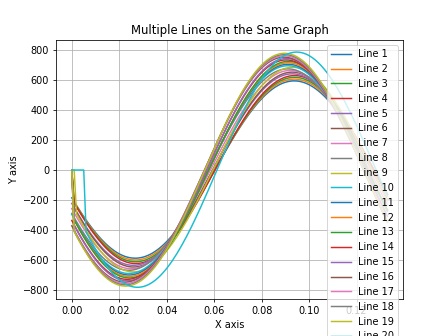 Multiple Lines on the Same Graph
Y axis
800
600
400
200
0
−200
−400
−600
−800
0.00
0.02
0.04
0.06
0.08
0.10
X axis
Line 1
Line 2
Line 3
Line 4
Line 5
Line 6
Line 7
Line 8
Line 9
Line 10
Line 12
Line 13
Line 14
Line 15
Line 16
Line 17
Line 18
Line 19
Line 20